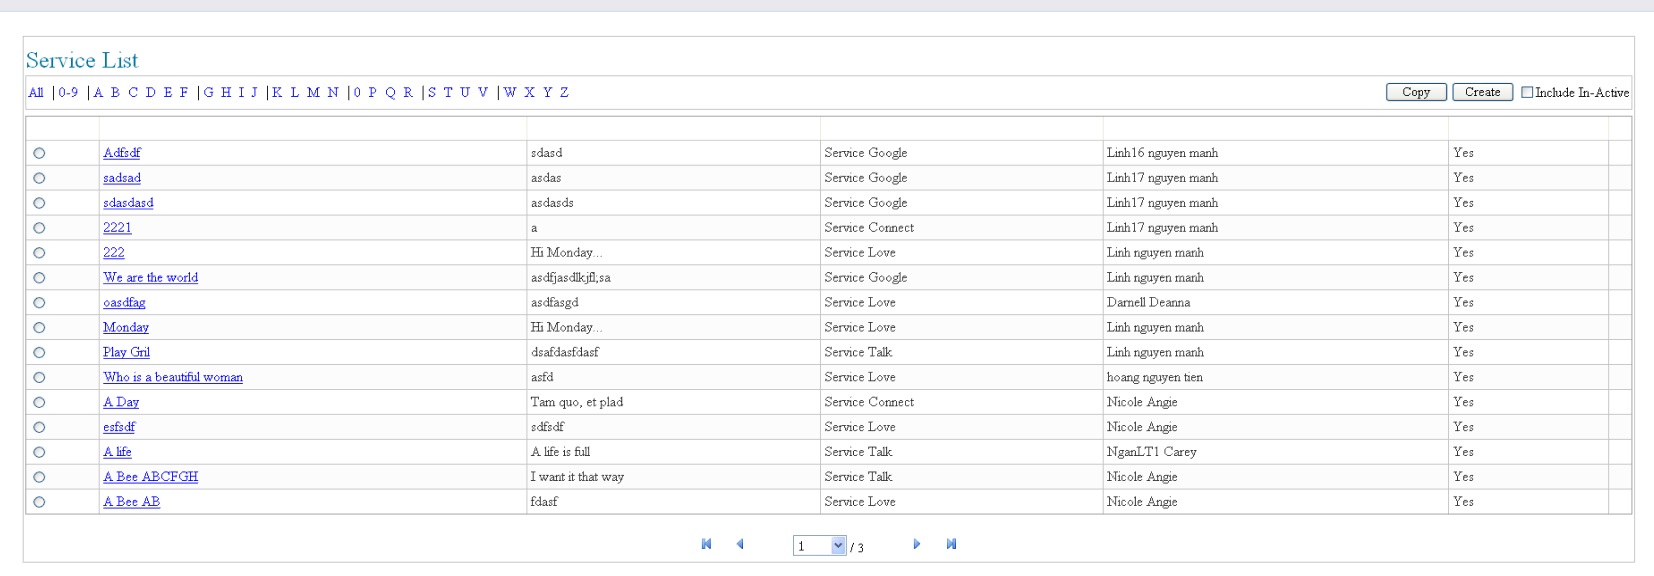 Service List
All |0-9 |A B C D E F |G H I J |K L M N |0 P Q R |S T U V |W X Y Z Copy Create Include In-Active
Adfsdf sdasd Service Google Linh16 nguyen manh Yes
sadsad asdas Service Google Linh17 nguyen manh Yes
sdasdasd asdasds Service Google Linh17 nguyen manh Yes
2221 a Service Connect Linh17 nguyen manh Yes
222 Hi Monday... Service Love Linh nguyen manh Yes
We are the world asdfjasdlkjfl;sa Service Google Linh nguyen manh Yes
oasdfag asdfasgd Service Love Darnell Deanna Yes
Monday Hi Monday... Service Love Linh nguyen manh Yes
Play Gril dsafdasfdasf Service Talk Linh nguyen manh Yes
Who is a beautiful woman asfd Service Love hoang nguyen tien Yes
A Day Tam quo, et plad Service Connect Nicole Angie Yes
esfsdf sdfsdf Service Love Nicole Angie Yes
A life A life is full Service Talk NganLT1 Carey Yes
A Bee ABCFGH I want it that way Service Talk Nicole Angie Yes
A Bee AB fdasf Service Love Nicole Angie Yes
1 / 3